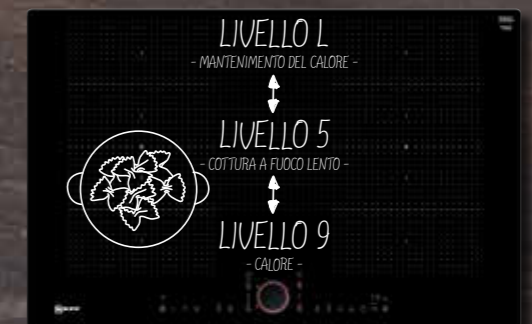 LIVELLO L
- MANTENIMENTO DEL CALORE -
LIVELLO 5
- COTTURA A FUOCO LENTO -
LIVELLO 9
- CALORE -